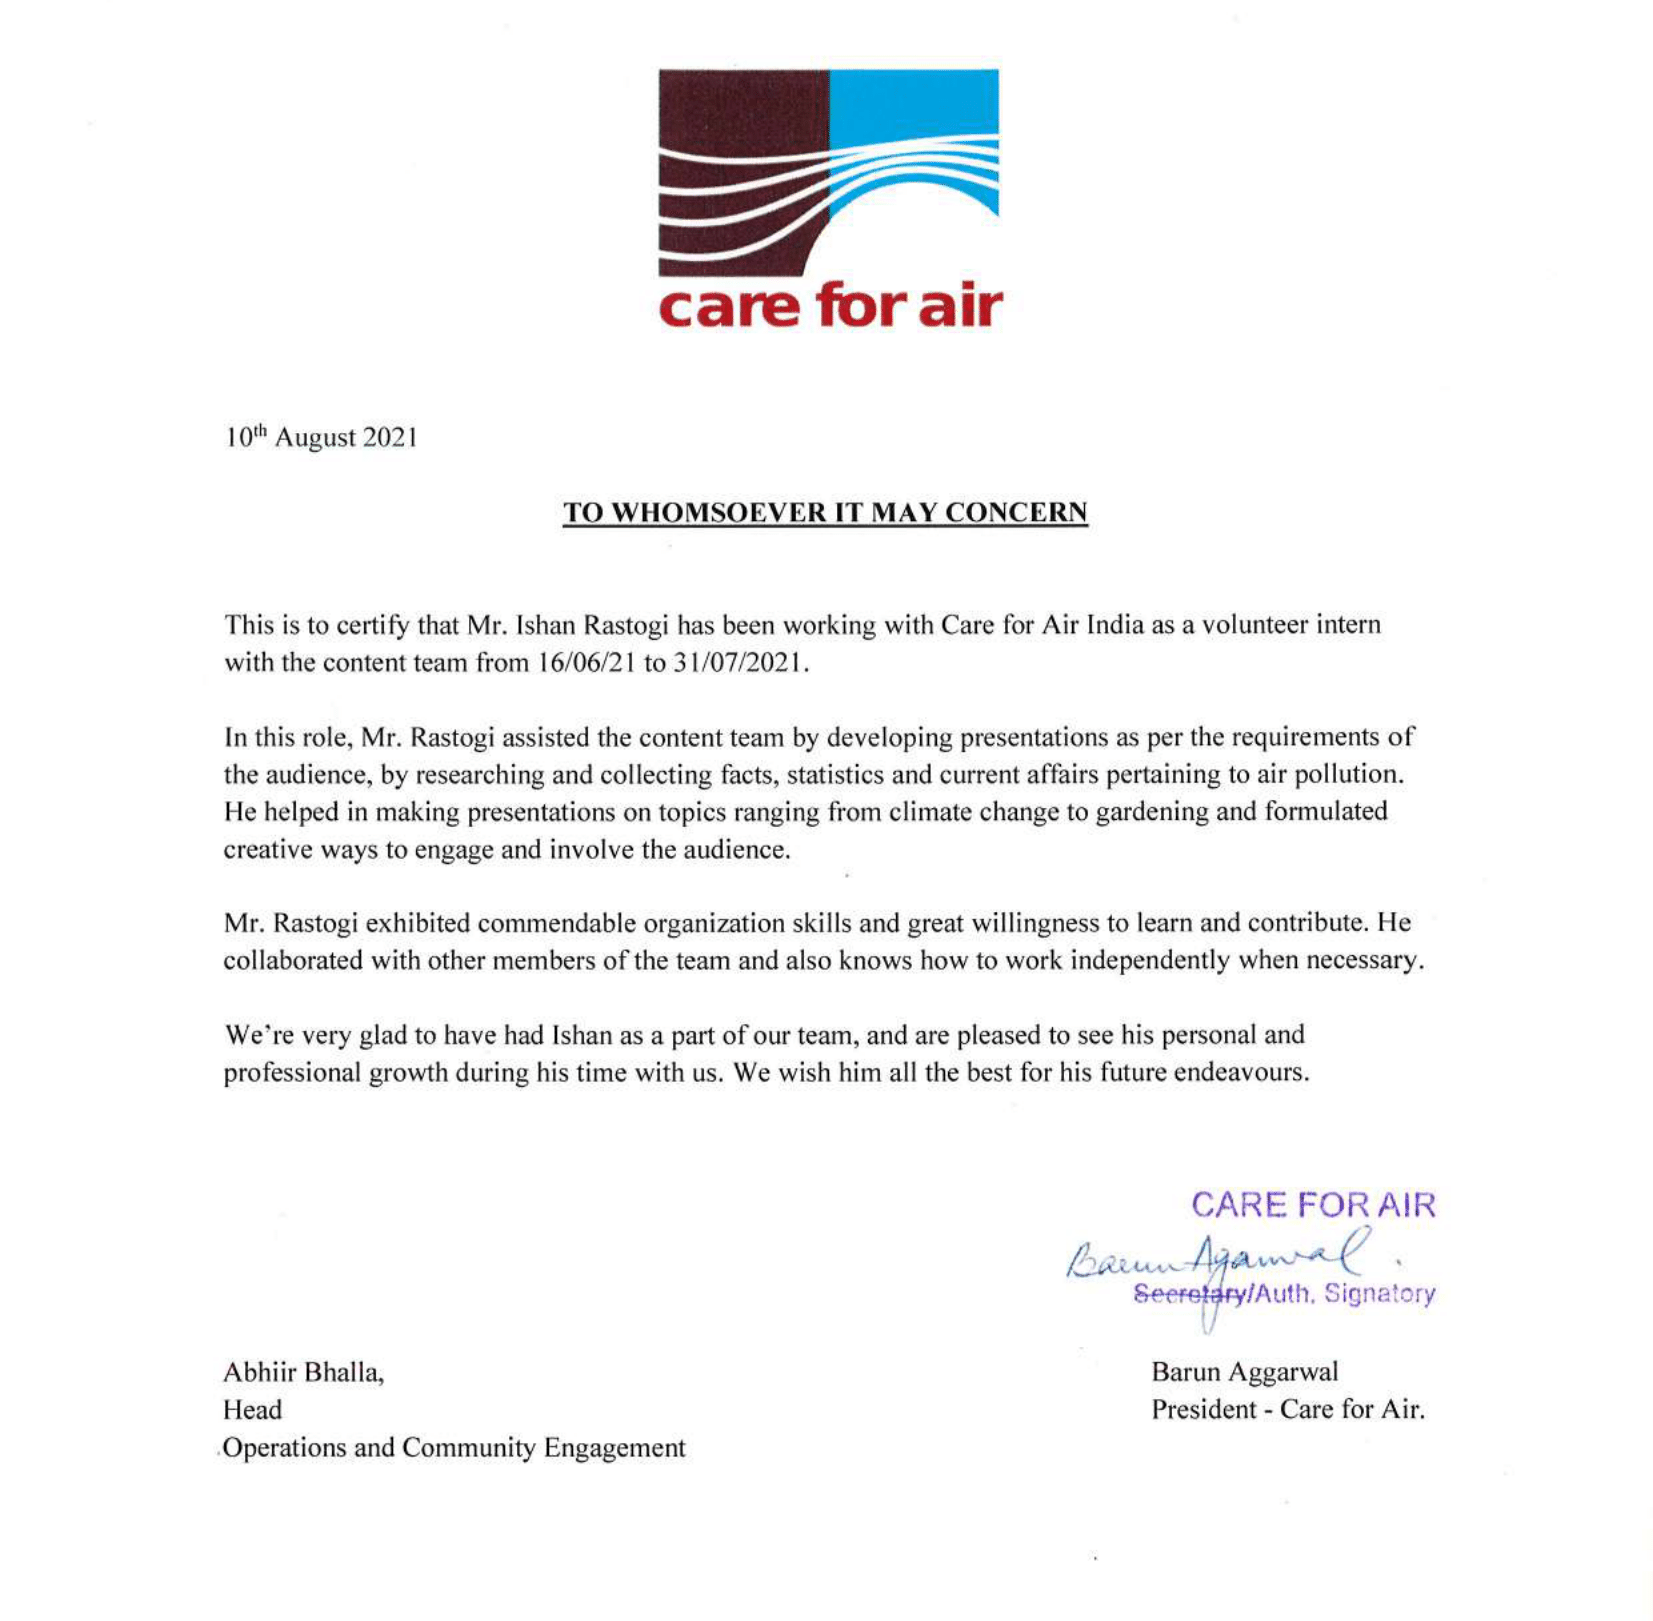 care for air
10th August 2021
TO WHOMSOEVER IT MAY CONCERN
This is to certify that Mr. Ishan Rastogi has been working with Care for Air India as a volunteer intern
with the content team from 16/06/21 to 31/07/2021.
In this role, Mr. Rastogi assisted the content team by developing presentations as per the requirements of
the audience, by researching and collecting facts, statistics and current affairs pertaining to air pollution.
He helped in making presentations on topics ranging from climate change to gardening and formulated
creative ways to engage and involve the audience.
Mr. Rastogi exhibited commendable organization skills and great willingness to learn and contribute. He
collaborated with other members of the team and also knows how to work independently when necessary.
We're very glad to have had Ishan as a part of our team, and are pleased to see his personal and
professional growth during his time with us. We wish him all the best for his future endeavours.
CARE FOR AIR
Barun Agarwal
Secretary/Auth. Signatory
Abhiir Bhalla,
Head
Operations and Community Engagement
Barun Aggarwal
President - Care for Air.